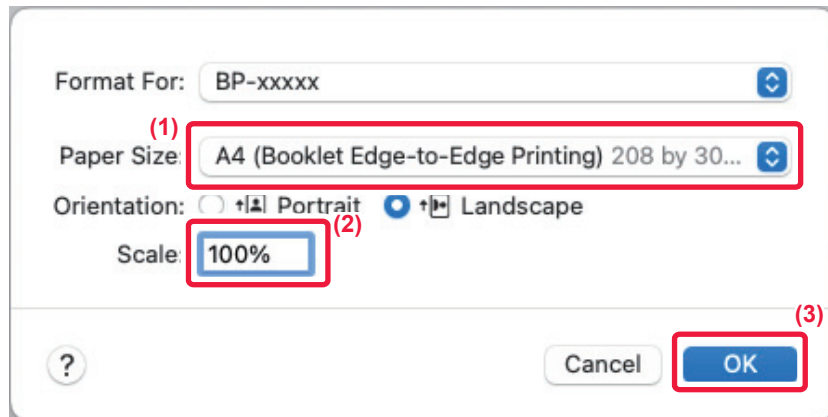 Format For: BP-xxxxx
(1)
Paper Size: A4 (Booklet Edge-to-Edge Printing) 208 by 30...
Orientation: Portrait Landscape
(2)
Scale: 100%
(3)
? Cancel OK